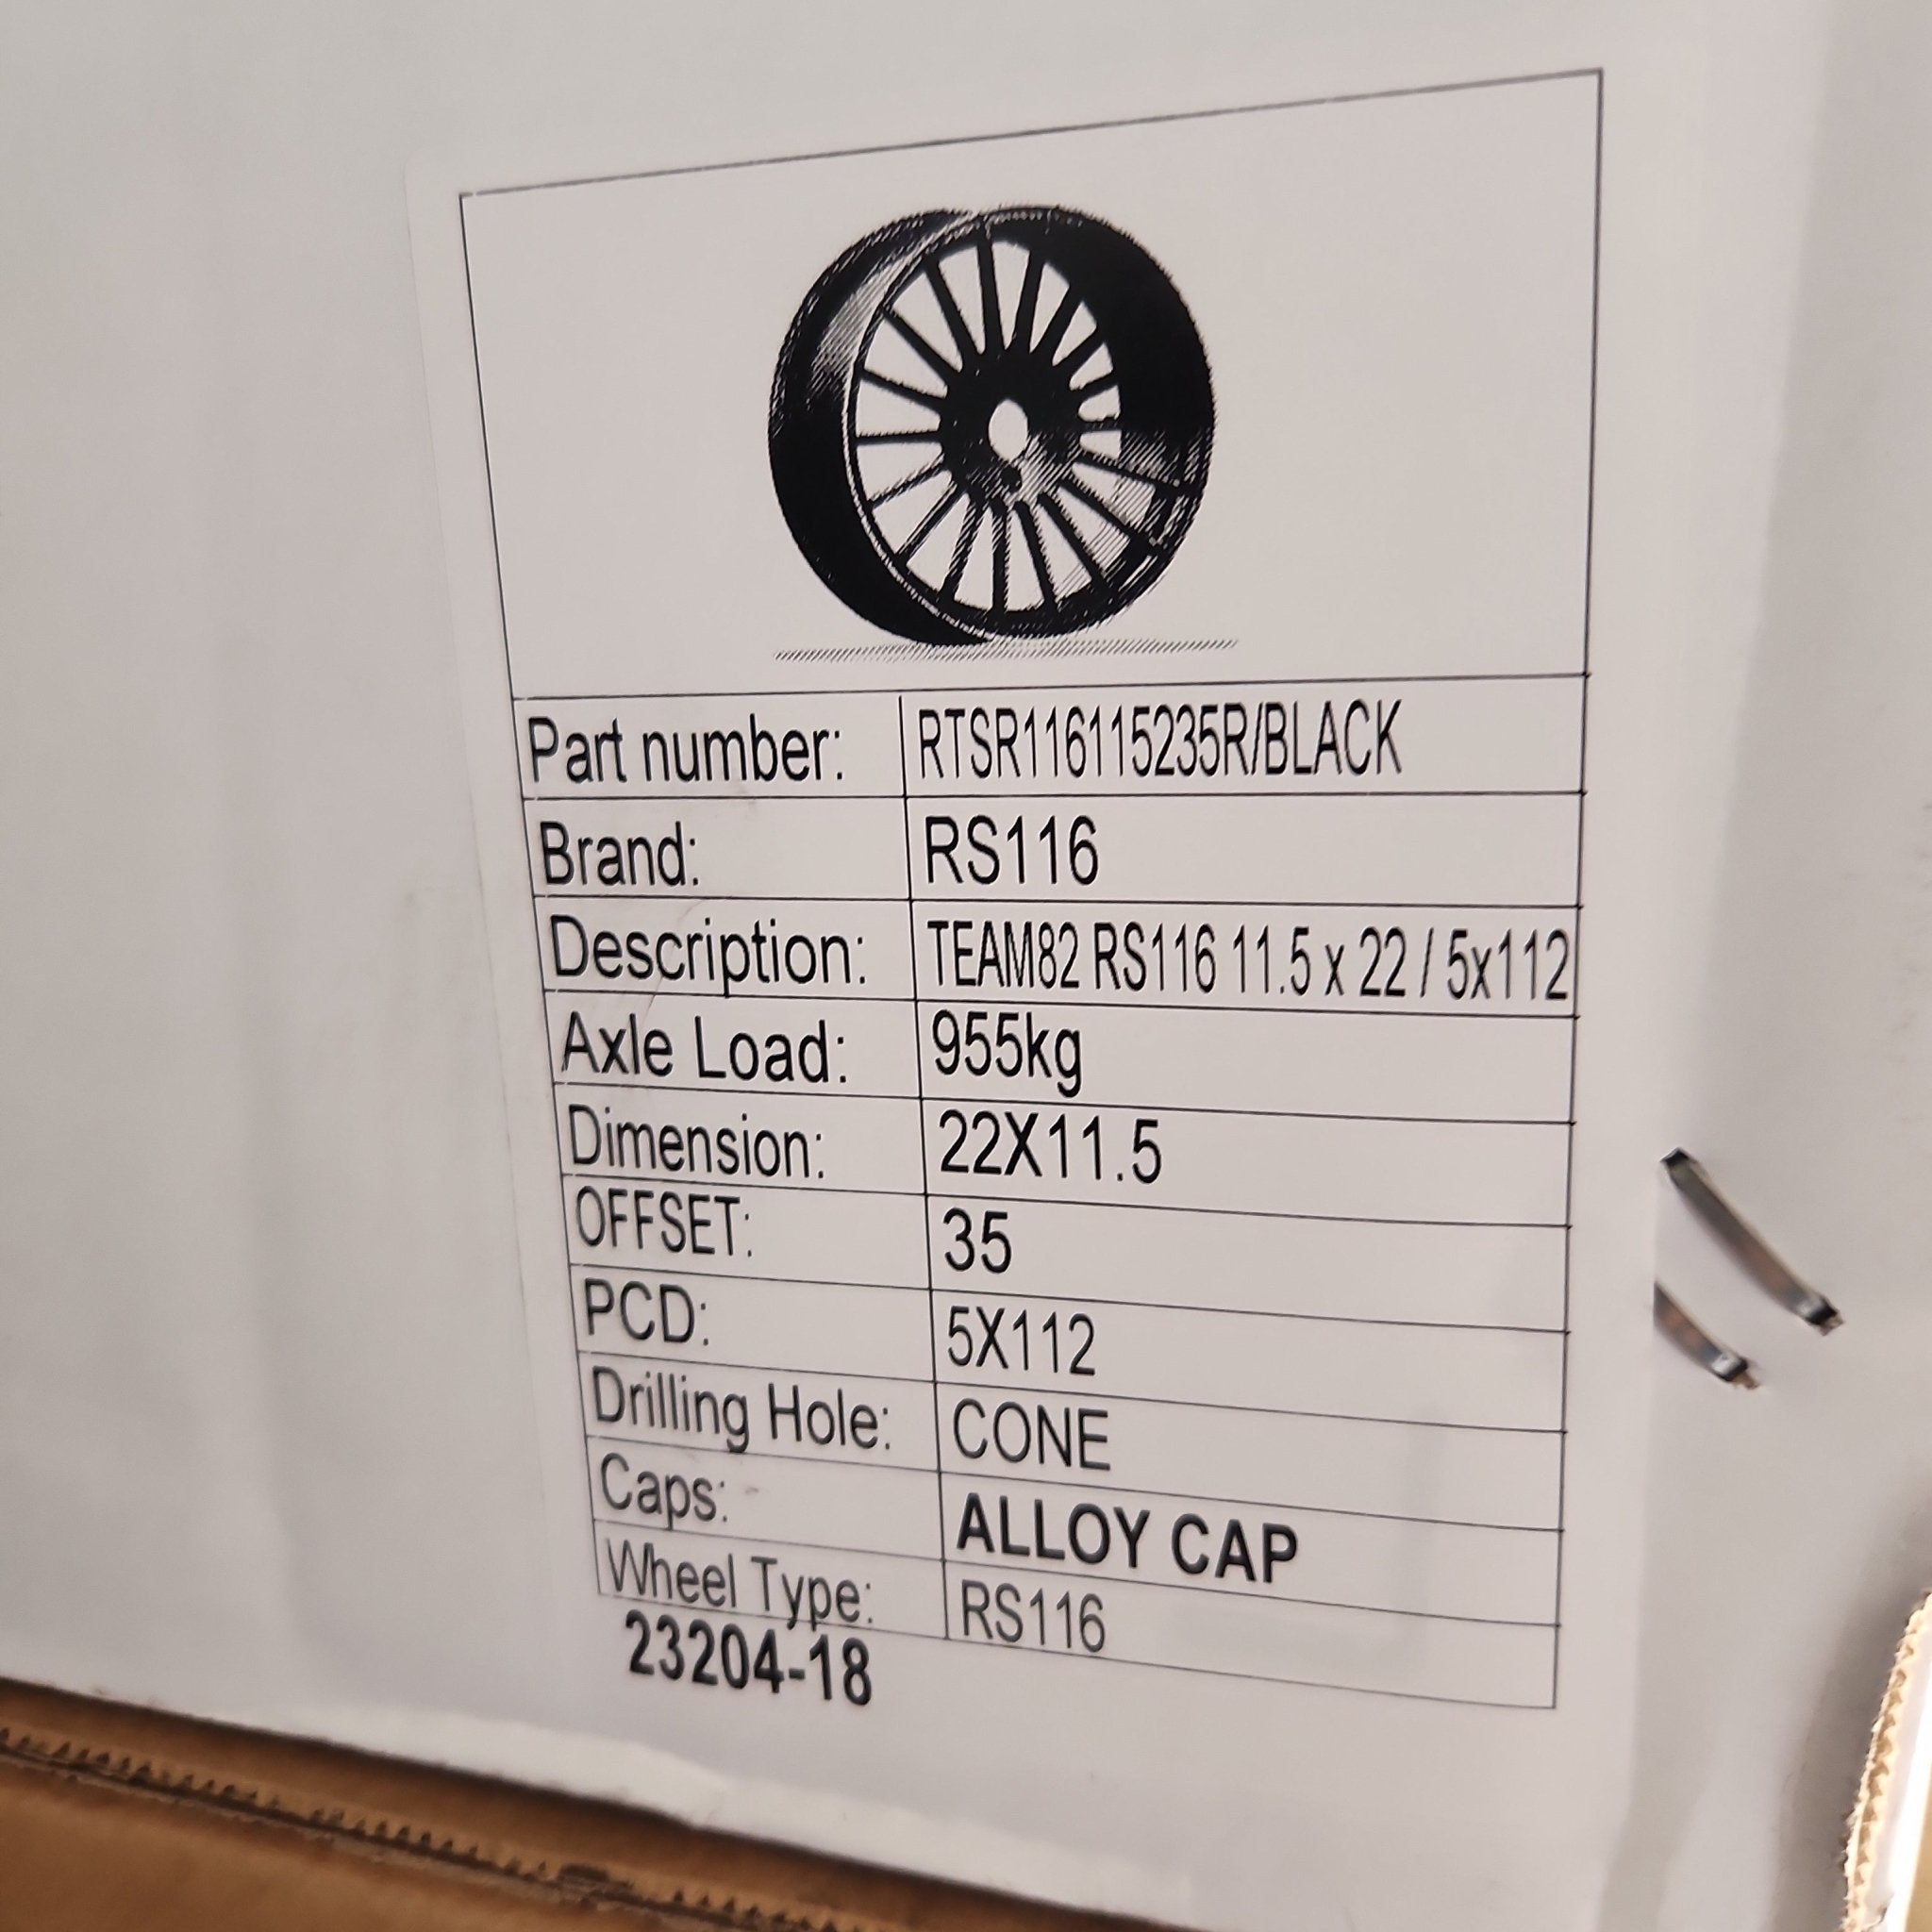 Part number: RTSR116115235R/BLACK
Brand: RS116
Description: TEAM82 RS116 11.5 x 22 / 5x112
Axle Load: 955kg
Dimension: 22X11.5
OFFSET: 35
PCD: 5X112
Drilling Hole: CONE
Caps: ALLOY CAP
Wheel Type: RS116
23204-18